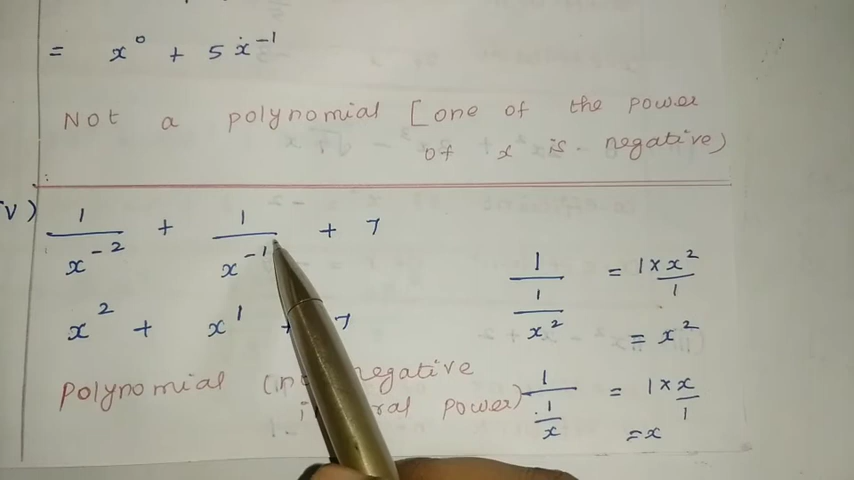 = x⁰ + 5x⁻¹
Not a polynomial [one of the power
of x is negative)
v) 1/x⁻² + 1/x⁻¹ + 7
x² + x¹ + 7
polynomial ( negative
power)
1/(1/x²) = 1 × x²/1
= x²
1/(1/x) = 1 × x/1
= x